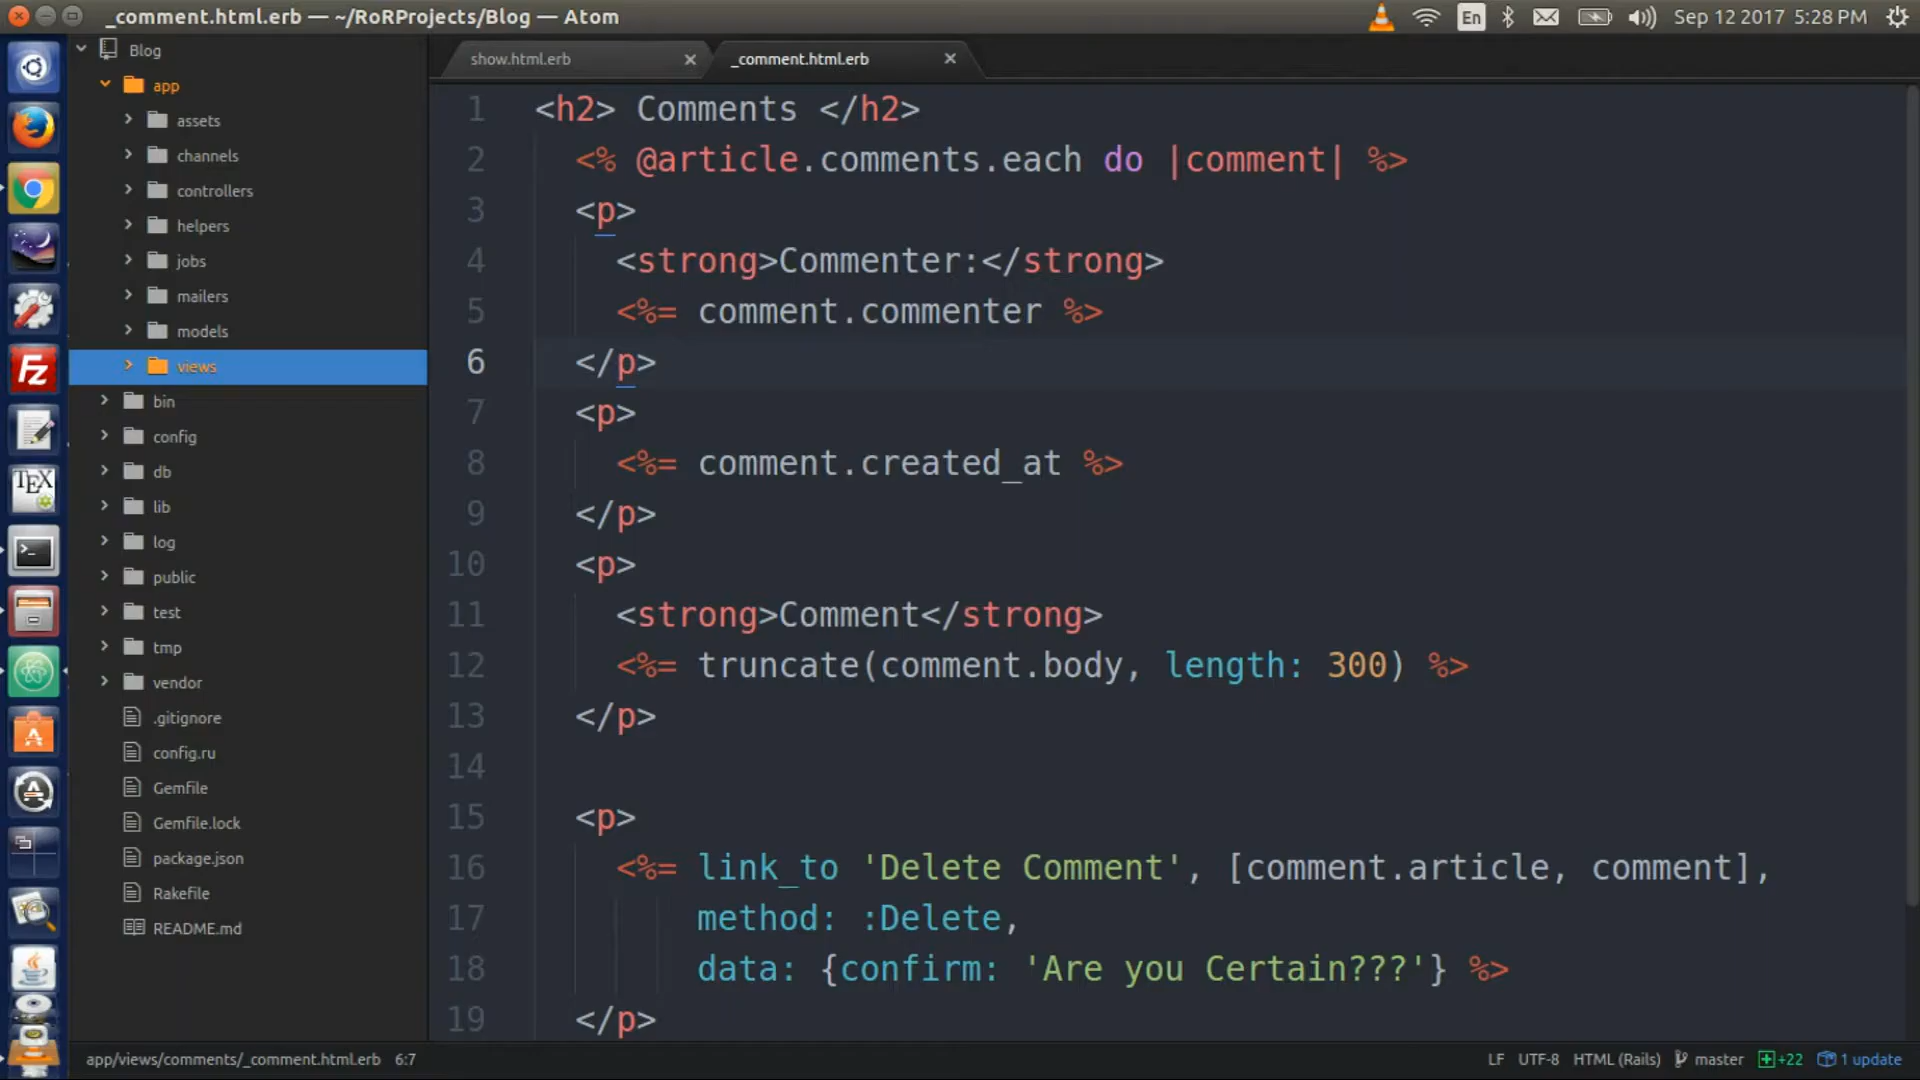 _comment.html.erb — ~/RoRProjects/Blog — Atom
En
Sep 12 2017 5:28 PM
Blog
app
assets
channels
controllers
helpers
jobs
mailers
models
views
bin
config
db
lib
log
public
test
tmp
vendor
.gitignore
config.ru
Gemfile
Gemfile.lock
package.json
Rakefile
README.md
show.html.erb
_comment.html.erb
1 <h2> Comments </h2>
2 <% @article.comments.each do |comment| %>
3 <p>
4 <strong>Commenter:</strong>
5 <%= comment.commenter %>
6 </p>
7 <p>
8 <%= comment.created_at %>
9 </p>
10 <p>
11 <strong>Comment</strong>
12 <%= truncate(comment.body, length: 300) %>
13 </p>
14
15 <p>
16 <%= link_to 'Delete Comment', [comment.article, comment],
17 method: :Delete,
18 data: {confirm: 'Are you Certain???'} %>
19 </p>
Fz
TEX
app/views/comments/_comment.html.erb 6:7
LF UTF-8 HTML (Rails) master +22 1 update